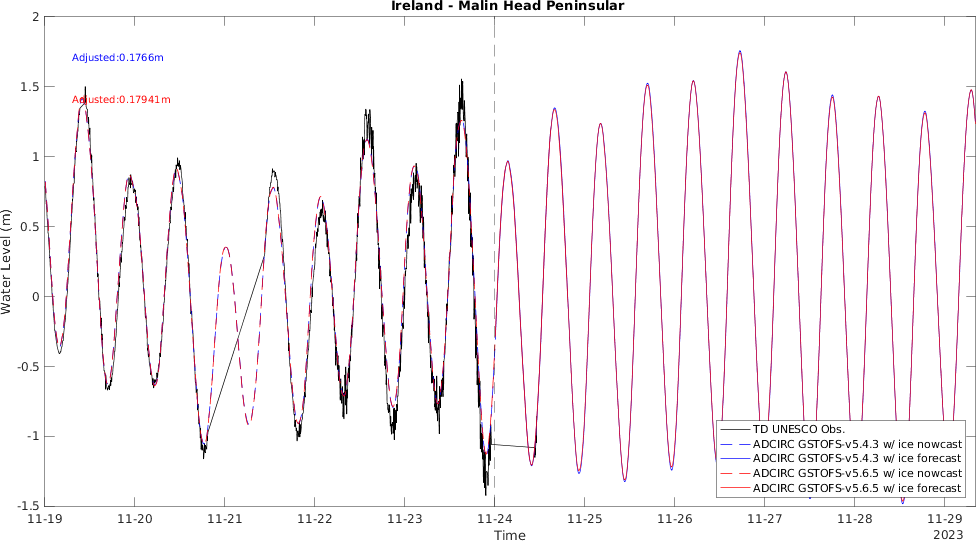 Ireland - Malin Head Peninsular
Adjusted:0.1766m
Adjusted:0.17941m
Water Level (m)
2
1.5
1
0.5
0
-0.5
-1
-1.5
TD UNESCO Obs.
ADCIRC GSTOFS-v5.4.3 w/ ice nowcast
ADCIRC GSTOFS-v5.4.3 w/ ice forecast
ADCIRC GSTOFS-v5.6.5 w/ ice nowcast
ADCIRC GSTOFS-v5.6.5 w/ ice forecast
11-19 11-20 11-21 11-22 11-23 11-24 11-25 11-26 11-27 11-28 11-29
Time
2023